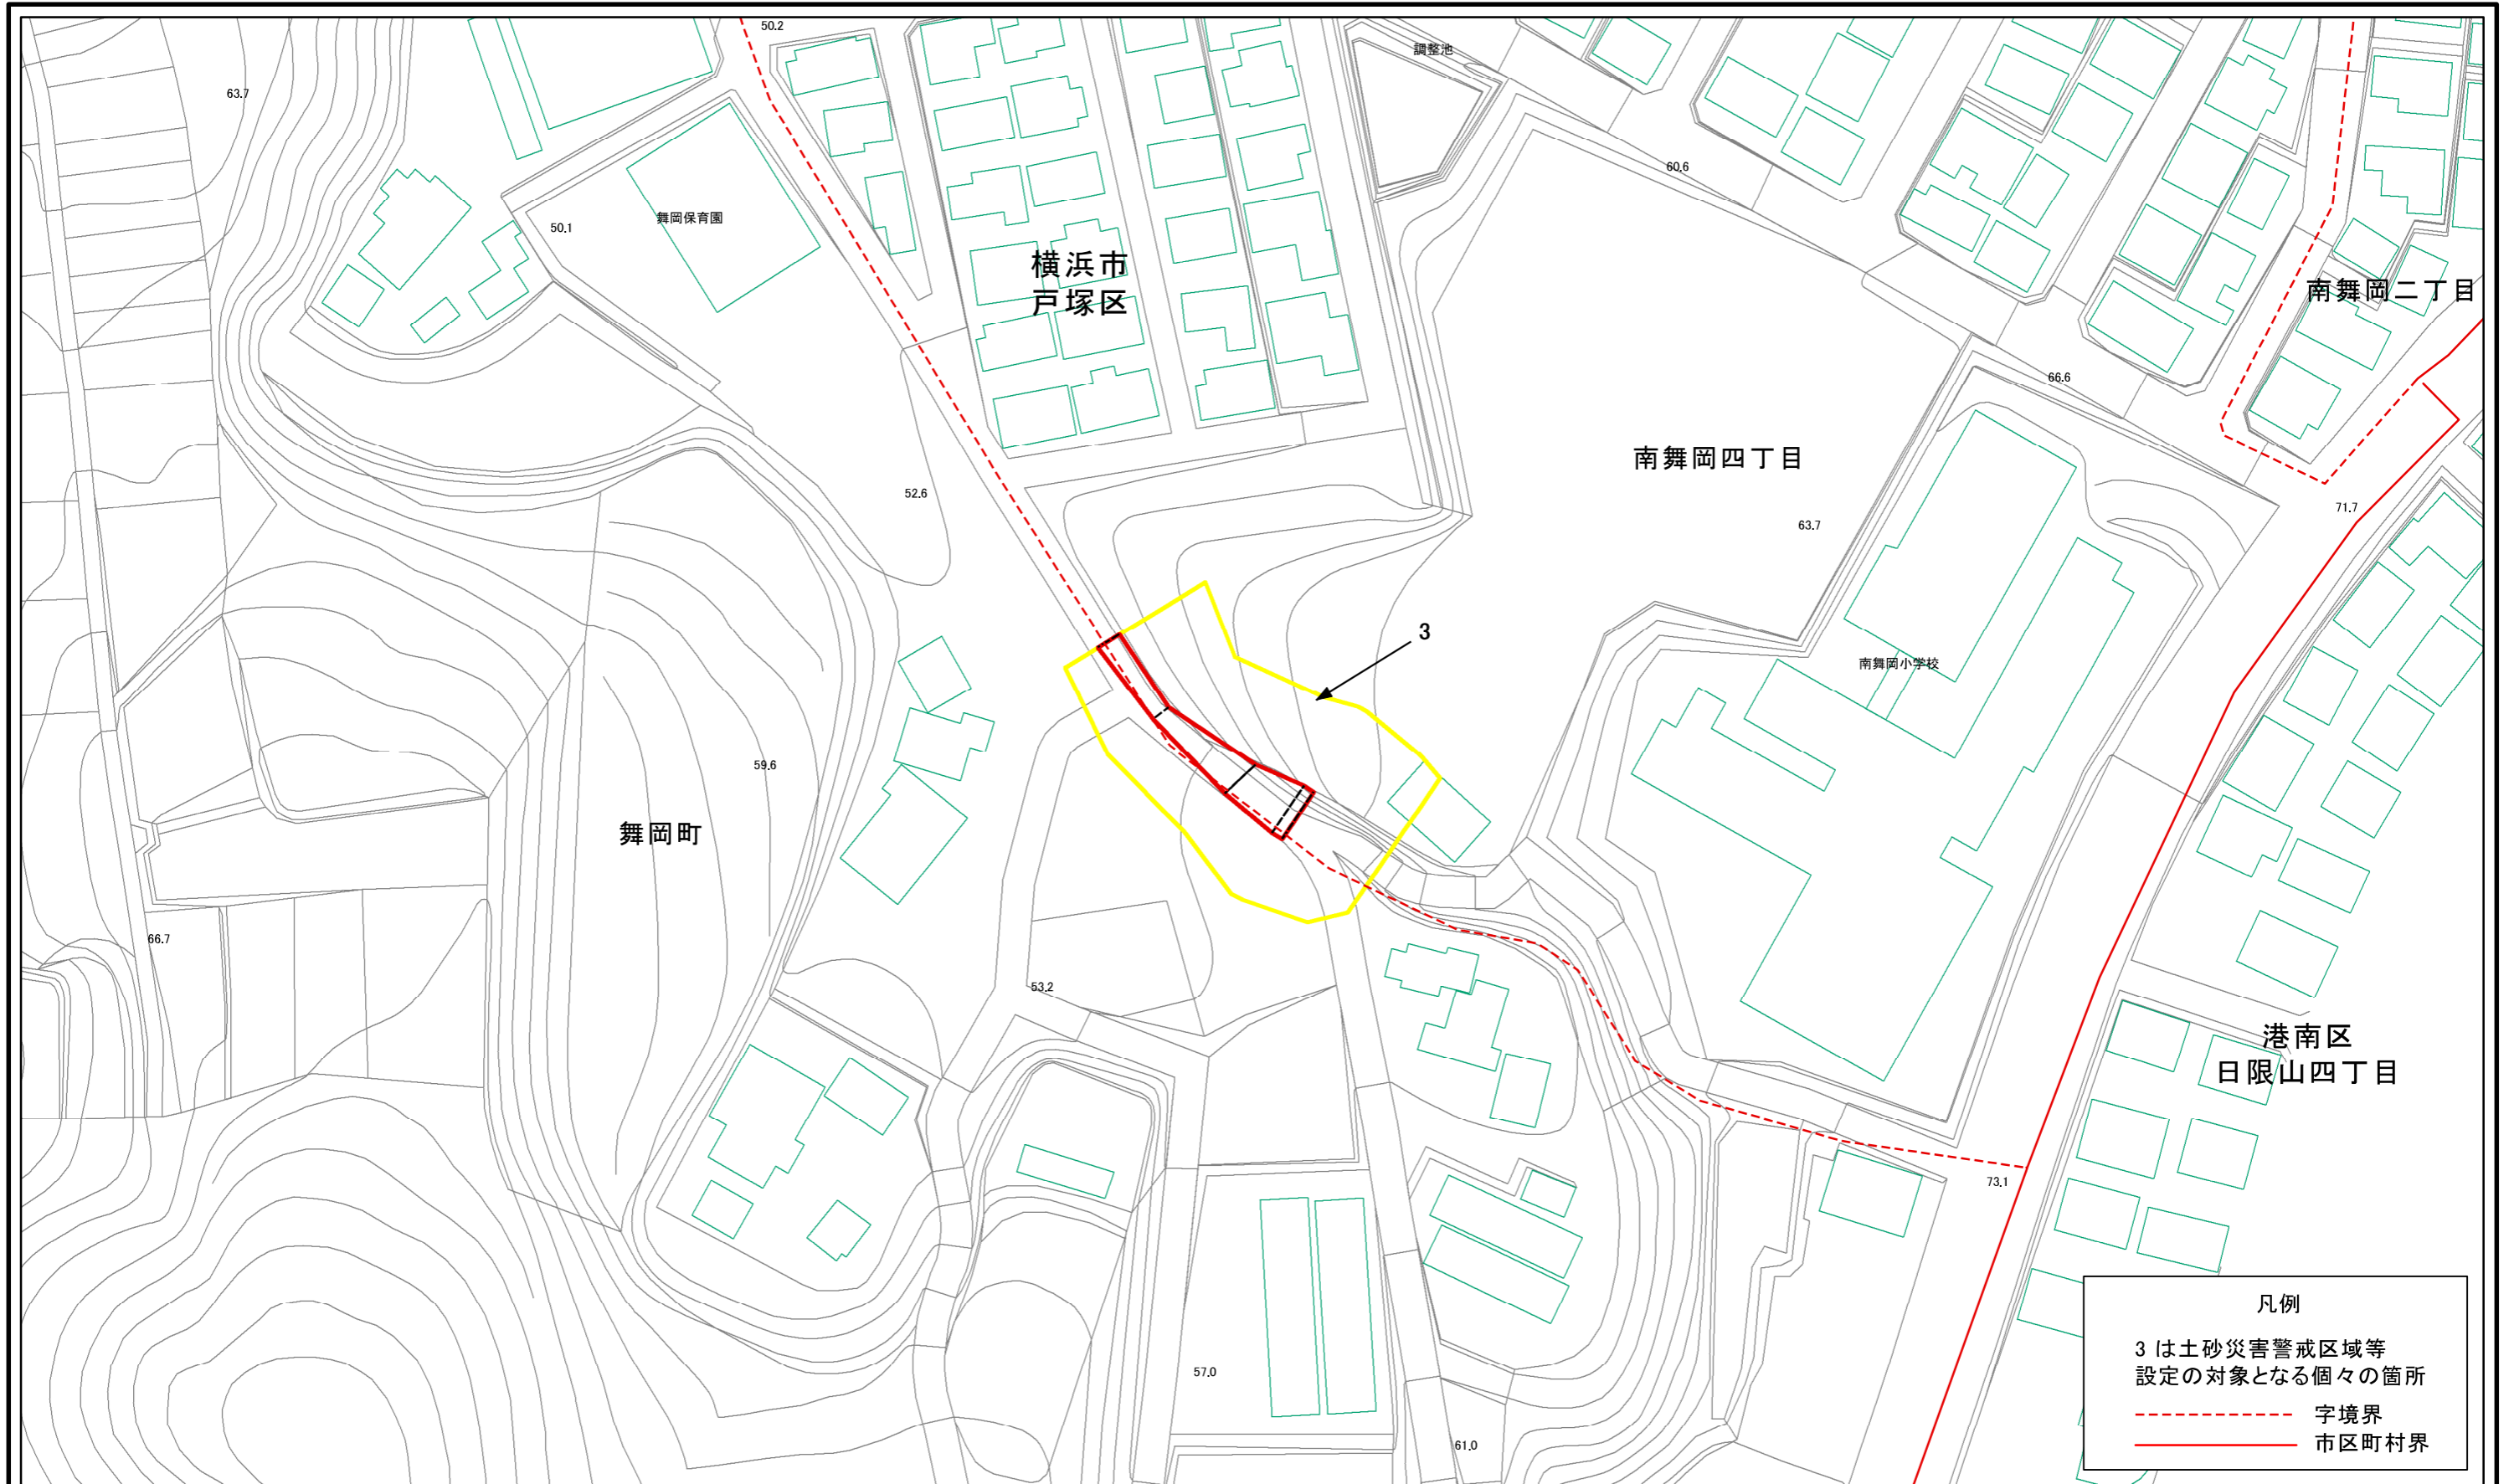 50.2
調整池
63.7
60.6
舞岡保育園
50.1
横浜市
戸塚区
南舞岡二丁目
66.6
南舞岡四丁目
52.6
71.7
63.7
3
南舞岡小学校
59.6
舞岡町
66.7
53.2
港南区
日限山四丁目
73.1
57.0
61.0
凡例
3 は土砂災害警戒区域等
設定の対象となる個々の箇所
字境界
市区町村界